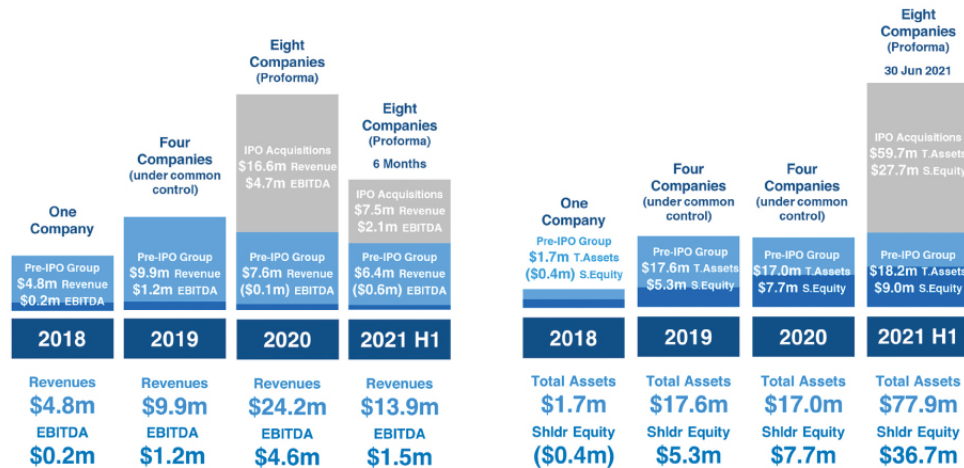 One
Company
Pre-IPO Group
$4.8m Revenue
$0.2m EBITDA
2018
Revenues
$4.8m
EBITDA
$0.2m
Four
Companies
(under common
control)
Pre-IPO Group
$9.9m Revenue
$1.2m EBITDA
2019
Revenues
$9.9m
EBITDA
$1.2m
Eight
Companies
(Proforma)
IPO Acquisitions
$16.6m Revenue
$4.7m EBITDA
Pre-IPO Group
$7.6m Revenue
($0.1m) EBITDA
2020
Revenues
$24.2m
EBITDA
$4.6m
Eight
Companies
(Proforma)
6 Months
IPO Acquisitions
$7.5m Revenue
$2.1m EBITDA
Pre-IPO Group
$6.4m Revenue
($0.6m) EBITDA
2021 H1
Revenues
$13.9m
EBITDA
$1.5m
One
Company
Pre-IPO Group
$1.7m T.Assets
($0.4m) S.Equity
2018
Total Assets
$1.7m
Shldr Equity
($0.4m)
Four
Companies
(under common
control)
Pre-IPO Group
$17.6m T.Assets
$5.3m S.Equity
2019
Total Assets
$17.6m
Shldr Equity
$5.3m
Four
Companies
(under common
control)
Pre-IPO Group
$17.0m T.Assets
$7.7m S.Equity
2020
Total Assets
$17.0m
Shldr Equity
$7.7m
Eight
Companies
(Proforma)
30 Jun 2021
IPO Acquisitions
$59.7m T.Assets
$27.7m S.Equity
Pre-IPO Group
$18.2m T.Assets
$9.0m S.Equity
2021 H1
Total Assets
$77.9m
Shldr Equity
$36.7m